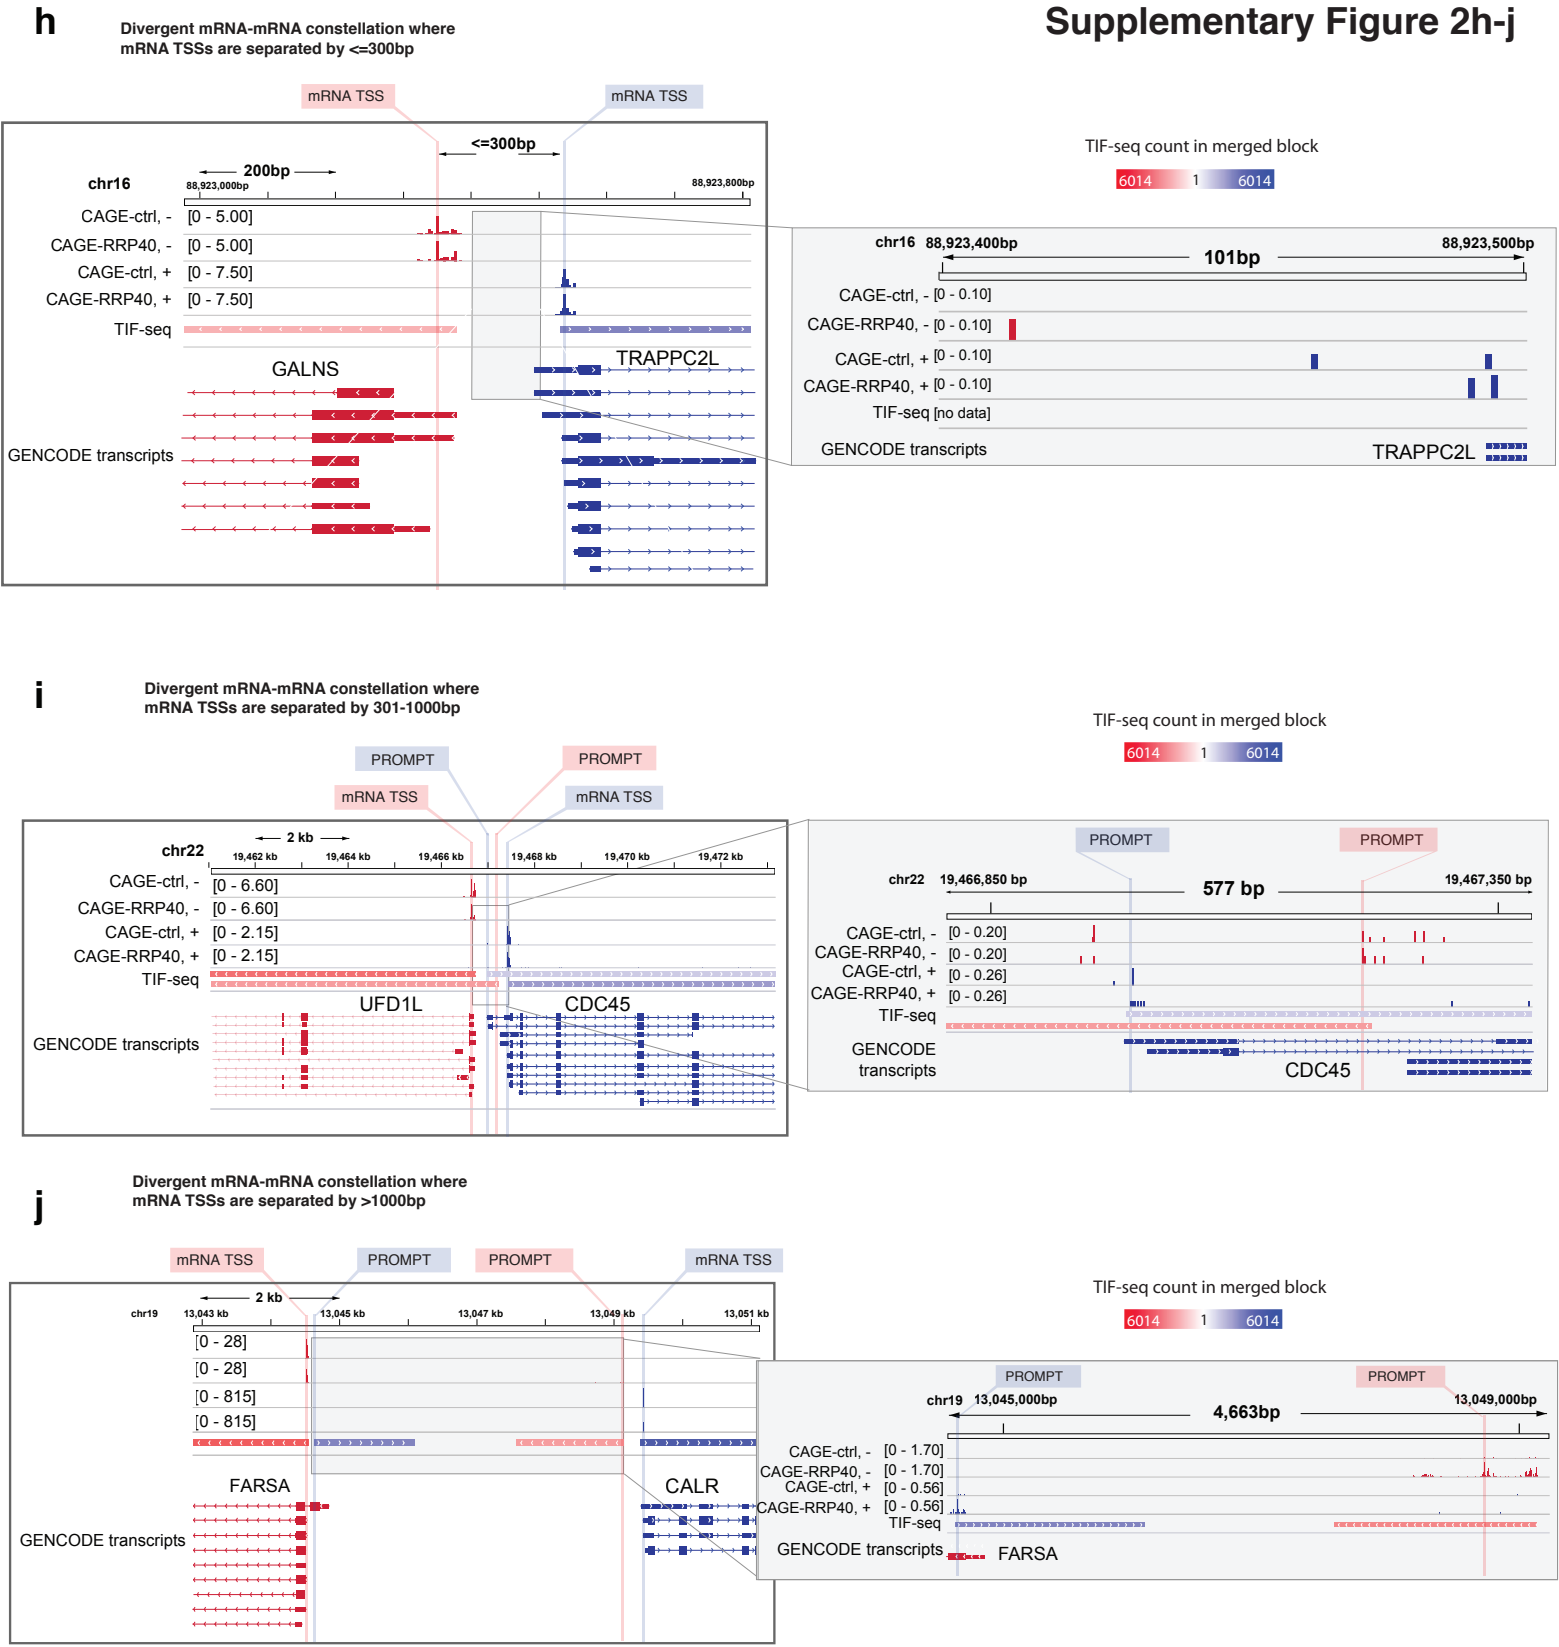 Supplementary Figure 2h-j
h
Divergent mRNA-mRNA constellation where
mRNA TSSs are separated by <=300bp
mRNA TSS
mRNA TSS
<=300bp
200bp
chr16
88,923,000bp
88,923,800bp
CAGE-ctrl, - [0 - 5.00]
CAGE-RRP40, - [0 - 5.00]
CAGE-ctrl, + [0 - 7.50]
CAGE-RRP40, + [0 - 7.50]
TIF-seq
GALNS
TRAPPC2L
GENCODE transcripts
TIF-seq count in merged block
6014 1 6014
chr16 88,923,400bp
88,923,500bp
101bp
CAGE-ctrl, - [0 - 0.10]
CAGE-RRP40, - [0 - 0.10]
CAGE-ctrl, + [0 - 0.10]
CAGE-RRP40, + [0 - 0.10]
TIF-seq [no data]
GENCODE transcripts
TRAPPC2L
i
Divergent mRNA-mRNA constellation where
mRNA TSSs are separated by 301-1000bp
PROMPT
PROMPT
mRNA TSS
mRNA TSS
2 kb
chr22
19,462 kb 19,464 kb 19,466 kb 19,468 kb 19,470 kb 19,472 kb
CAGE-ctrl, - [0 - 6.60]
CAGE-RRP40, - [0 - 6.60]
CAGE-ctrl, + [0 - 2.15]
CAGE-RRP40, + [0 - 2.15]
TIF-seq
UFD1L
CDC45
GENCODE transcripts
TIF-seq count in merged block
6014 1 6014
PROMPT
PROMPT
chr22 19,466,850 bp
577 bp
19,467,350 bp
CAGE-ctrl, - [0 - 0.20]
CAGE-RRP40, - [0 - 0.20]
CAGE-ctrl, + [0 - 0.26]
CAGE-RRP40, + [0 - 0.26]
TIF-seq
GENCODE
transcripts
CDC45
j
Divergent mRNA-mRNA constellation where
mRNA TSSs are separated by >1000bp
mRNA TSS
PROMPT
PROMPT
mRNA TSS
2 kb
chr19
13,043 kb 13,045 kb 13,047 kb 13,049 kb 13,051 kb
[0 - 28]
[0 - 28]
[0 - 815]
[0 - 815]
FARSA
CALR
GENCODE transcripts
TIF-seq count in merged block
6014 1 6014
PROMPT
PROMPT
chr19 13,045,000bp
13,049,000bp
4,663bp
CAGE-ctrl, - [0 - 1.70]
CAGE-RRP40, - [0 - 1.70]
CAGE-ctrl, + [0 - 0.56]
CAGE-RRP40, + [0 - 0.56]
TIF-seq
GENCODE transcripts
FARSA